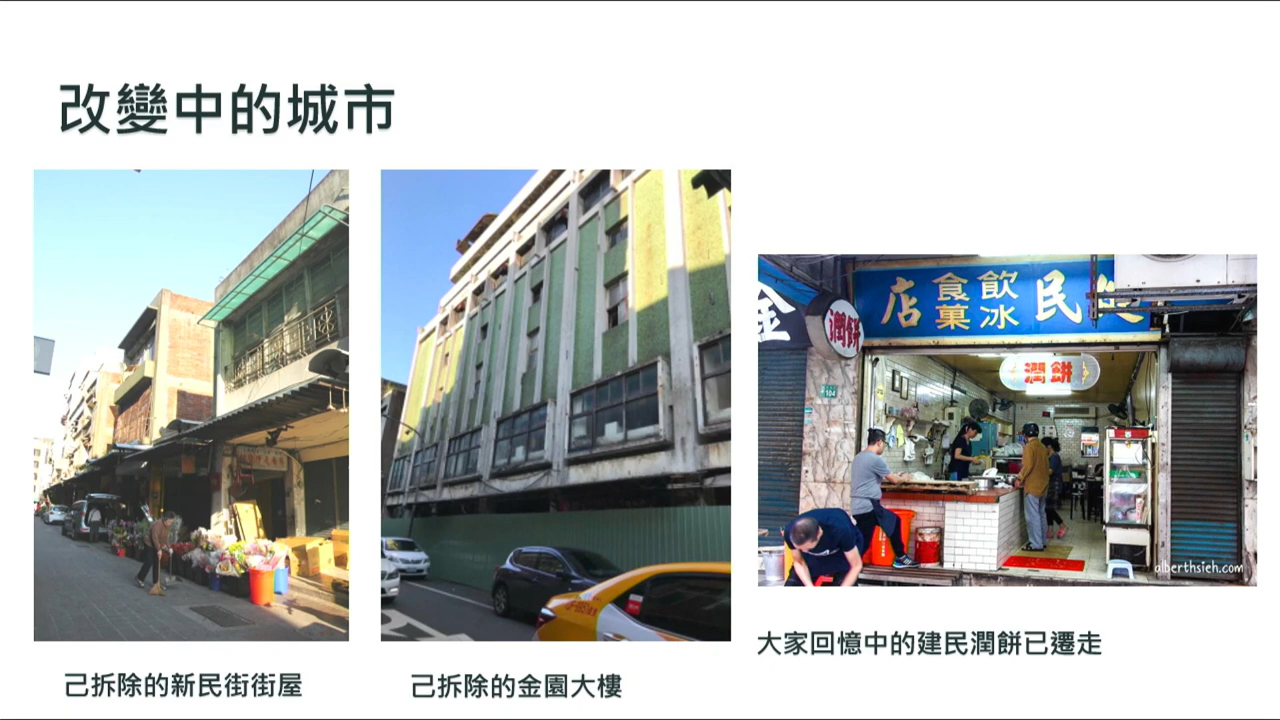 改變中的城市
金
潤餅
店 食菓 飲冰 民
潤餅
104
alberthsieh.com
大家回憶中的建民潤餅已遷走
己拆除的新民街街屋
己拆除的金園大樓